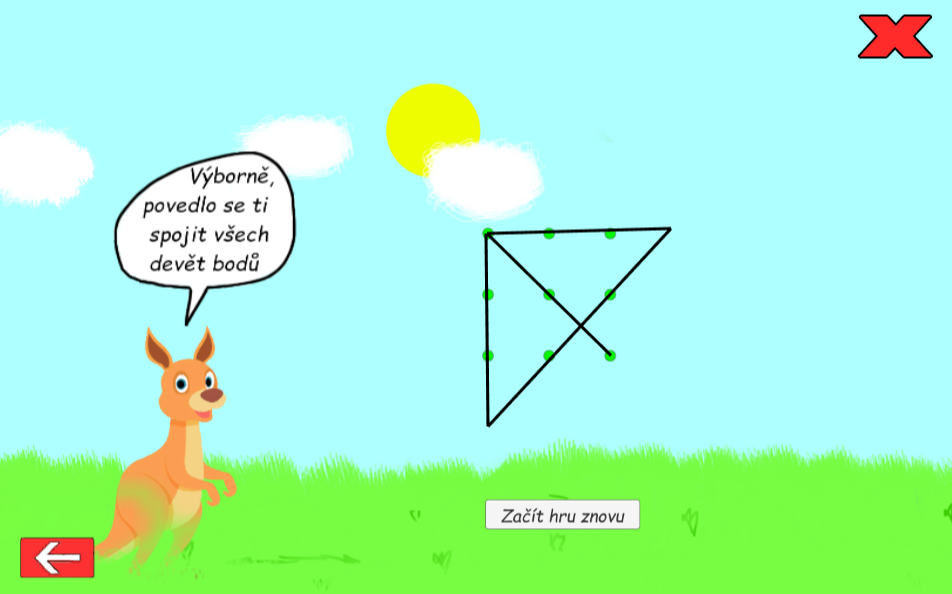 Výborně,
povedlo se ti
spojit všech
devět bodů
Začít hru znovu